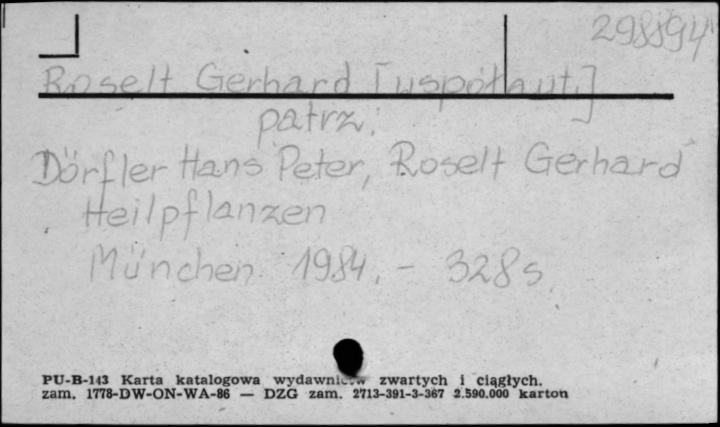 298894
Roselt Gerhard [współaut.]
patrz.
Dörfler Hans Peter, Roselt Gerhard
Heilpflanzen
München 1984. - 328 s.
PU-B-143 Karta katalogowa wydawnictw zwartych i ciągłych.
zam. 1778-DW-ON-WA-86 — DZG zam. 2713-391-3-367 2.590.000 karton